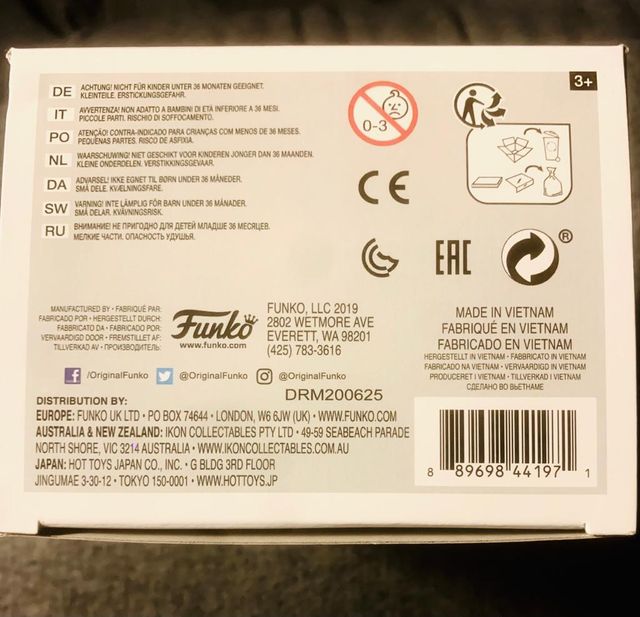 DE ACHTUNG! NICHT FÜR KINDER UNTER 36 MONATEN GEEIGNET.
KLEINTEILE. ERSTICKUNGSGEFAHR.
IT AVVERTENZA! NON ADATTO A BAMBINI DI ETÀ INFERIORE A 36 MESI.
PICCOLE PARTI. RISCHIO DI SOFFOCAMENTO.
PO ATENÇÃO! CONTRA-INDICADO PARA CRIANÇAS COM MENOS DE 36 MESES.
PEQUENAS PARTES. RISCO DE ASFIXIA.
NL WAARSCHUWING! NIET GESCHIKT VOOR KINDEREN JONGER DAN 36 MAANDEN.
KLEINE ONDERDELEN. VERSTIKKINGSGEVAAR.
DA ADVARSEL! IKKE EGNET TIL BØRN UNDER 36 MÅNEDER.
SMÅ DELE. KVÆLNINGSFARE.
SW VARNING! INTE LÄMPLIG FÖR BARN UNDER 36 MÅNADER.
SMÅ DELAR. KVÄVNINGSRISK.
RU ВНИМАНИЕ! НЕ ПРИГОДНО ДЛЯ ДЕТЕЙ МЛАДШЕ 36 МЕСЯЦЕВ.
МЕЛКИЕ ЧАСТИ. ОПАСНОСТЬ УДУШЬЯ.
0-3
3+
CE
EAC
®
MANUFACTURED BY • FABRIQUÉ PAR:
FABRICADO POR • HERGESTELLT DURCH:
FABBRICATO DA • FABRICADO POR:
VERVAARDIGD DOOR • FREMSTILLET AF:
TILLVERKAD AV • ПРОИЗВОДИТЕЛЬ:
Funko
www.funko.com
FUNKO, LLC 2019
2802 WETMORE AVE
EVERETT, WA 98201
(425) 783-3616
MADE IN VIETNAM
FABRIQUÉ EN VIETNAM
FABRICADO EN VIETNAM
HERGESTELLT IN VIETNAM • FABBRICATO IN VIETNAM
FABRICADO NA VIETNAM • VERVAARDIGD IN VIETNAM
PRODUCERET I VIETNAM • TILLVERKAD I VIETNAM
СДЕЛАНО ВО ВЬЕТНАМЕ
f /OriginalFunko @OriginalFunko @OriginalFunko
DRM200625
DISTRIBUTION BY:
EUROPE: FUNKO UK LTD • PO BOX 74644 • LONDON, W6 6JW (UK) • WWW.FUNKO.COM
AUSTRALIA & NEW ZEALAND: IKON COLLECTABLES PTY LTD • 49-59 SEABEACH PARADE
NORTH SHORE, VIC 3214 AUSTRALIA • WWW.IKONCOLLECTABLES.COM.AU
JAPAN: HOT TOYS JAPAN CO., INC. • G BLDG 3RD FLOOR
JINGUMAE 3-30-12 • TOKYO 150-0001 • WWW.HOTTOYS.JP
8 89698 44197 1